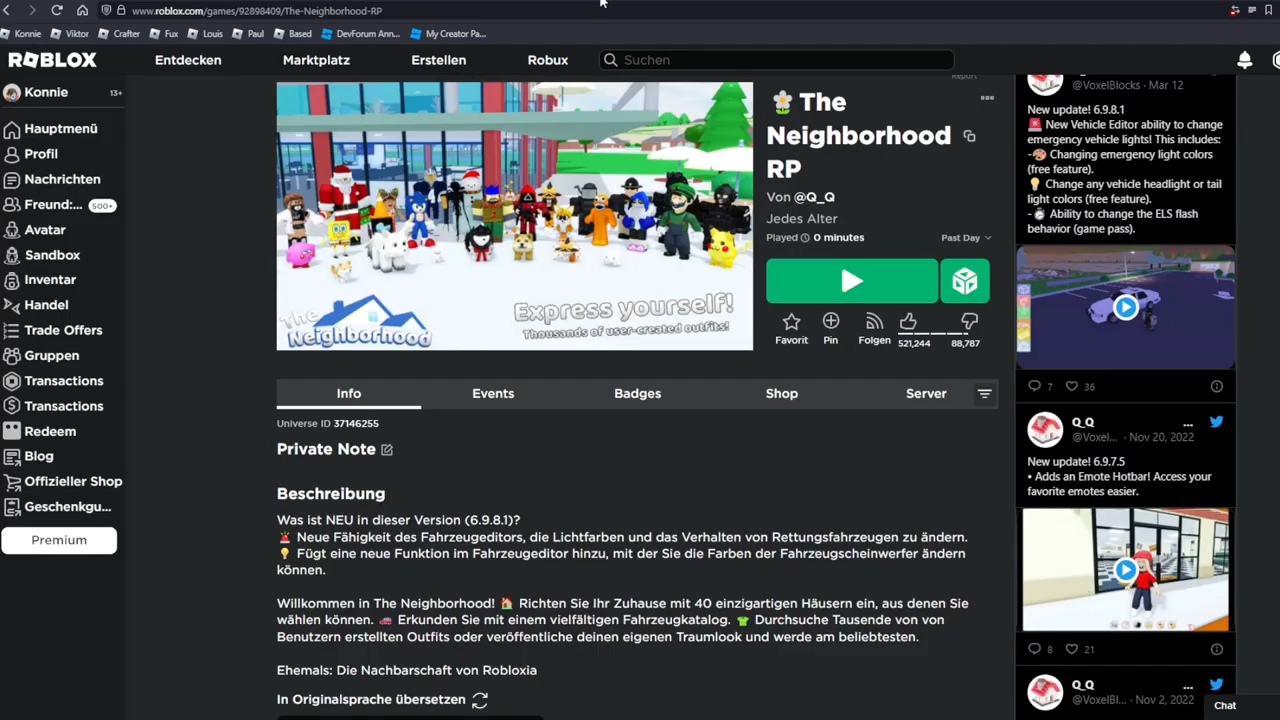 www.roblox.com/games/92898409/The-Neighborhood-RP
Konnie
Viktor
Crafter
Fux
Louis
Paul
Based
DevForum Ann...
My Creator Pa...
ROBLOX
Entdecken
Marktplatz
Erstellen
Robux
Suchen
Konnie
13+
Hauptmenü
Profil
Nachrichten
Freund:...
500+
Avatar
Sandbox
Inventar
Handel
Trade Offers
Gruppen
Transactions
Transactions
Redeem
Blog
Offizieller Shop
Geschenkgu...
Premium
The
Neighborhood
Express yourself!
Thousands of user-created outfits!
Report
The
Neighborhood
RP
Von @Q_Q
Jedes Alter
Played 0 minutes
Past Day
Favorit
Pin
Folgen
521,244
88,787
Info
Events
Badges
Shop
Server
Universe ID 37146255
Private Note
Beschreibung
Was ist NEU in dieser Version (6.9.8.1)?
🚨 Neue Fähigkeit des Fahrzeugeditors, die Lichtfarben und das Verhalten von Rettungsfahrzeugen zu ändern.
💡 Fügt eine neue Funktion im Fahrzeugeditor hinzu, mit der Sie die Farben der Fahrzeugscheinwerfer ändern
können.
Willkommen in The Neighborhood! 🏠 Richten Sie Ihr Zuhause mit 40 einzigartigen Häusern ein, aus denen Sie
wählen können. 🚗 Erkunden Sie mit einem vielfältigen Fahrzeugkatalog. 👕 Durchsuche Tausende von von
Benutzern erstellten Outfits oder veröffentliche deinen eigenen Traumlook und werde am beliebtesten.
Ehemals: Die Nachbarschaft von Robloxia
In Originalsprache übersetzen
@VoxelBlocks · Mar 12
New update! 6.9.8.1
🚨 New Vehicle Editor ability to change
emergency vehicle lights! This includes:
-🎨 Changing emergency light colors
(free feature).
💡 Change any vehicle headlight or tail
light colors (free feature).
-⏱ Ability to change the ELS flash
behavior (game pass).
7
36
Q_Q
@Voxel... · Nov 20, 2022
New update! 6.9.7.5
• Adds an Emote Hotbar! Access your
favorite emotes easier.
8
21
Q_Q
@VoxelBl... · Nov 2, 2022
Chat